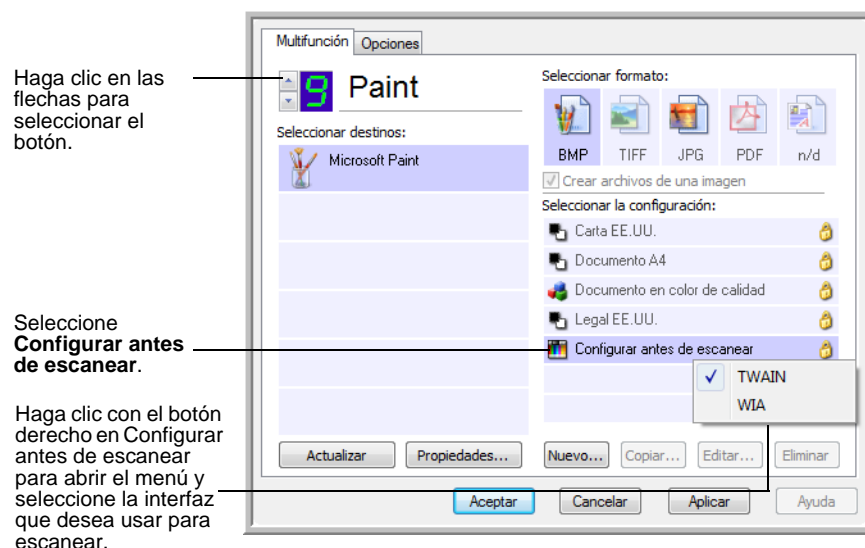 Multifunción
Opciones
Haga clic en las
flechas para
seleccionar el
botón.
9
Paint
Seleccionar destinos:
Microsoft Paint
Seleccionar formato:
BMP
TIFF
JPG
PDF
n/d
Crear archivos de una imagen
Seleccionar la configuración:
Carta EE.UU.
Documento A4
Documento en color de calidad
Legal EE.UU.
Configurar antes de escanear
TWAIN
WIA
Seleccione
Configurar antes
de escanear.
Haga clic con el botón
derecho en Configurar
antes de escanear
para abrir el menú y
seleccione la interfaz
que desea usar para
escanear.
Actualizar
Propiedades...
Nuevo...
Copiar...
Editar...
Eliminar
Aceptar
Cancelar
Aplicar
Ayuda